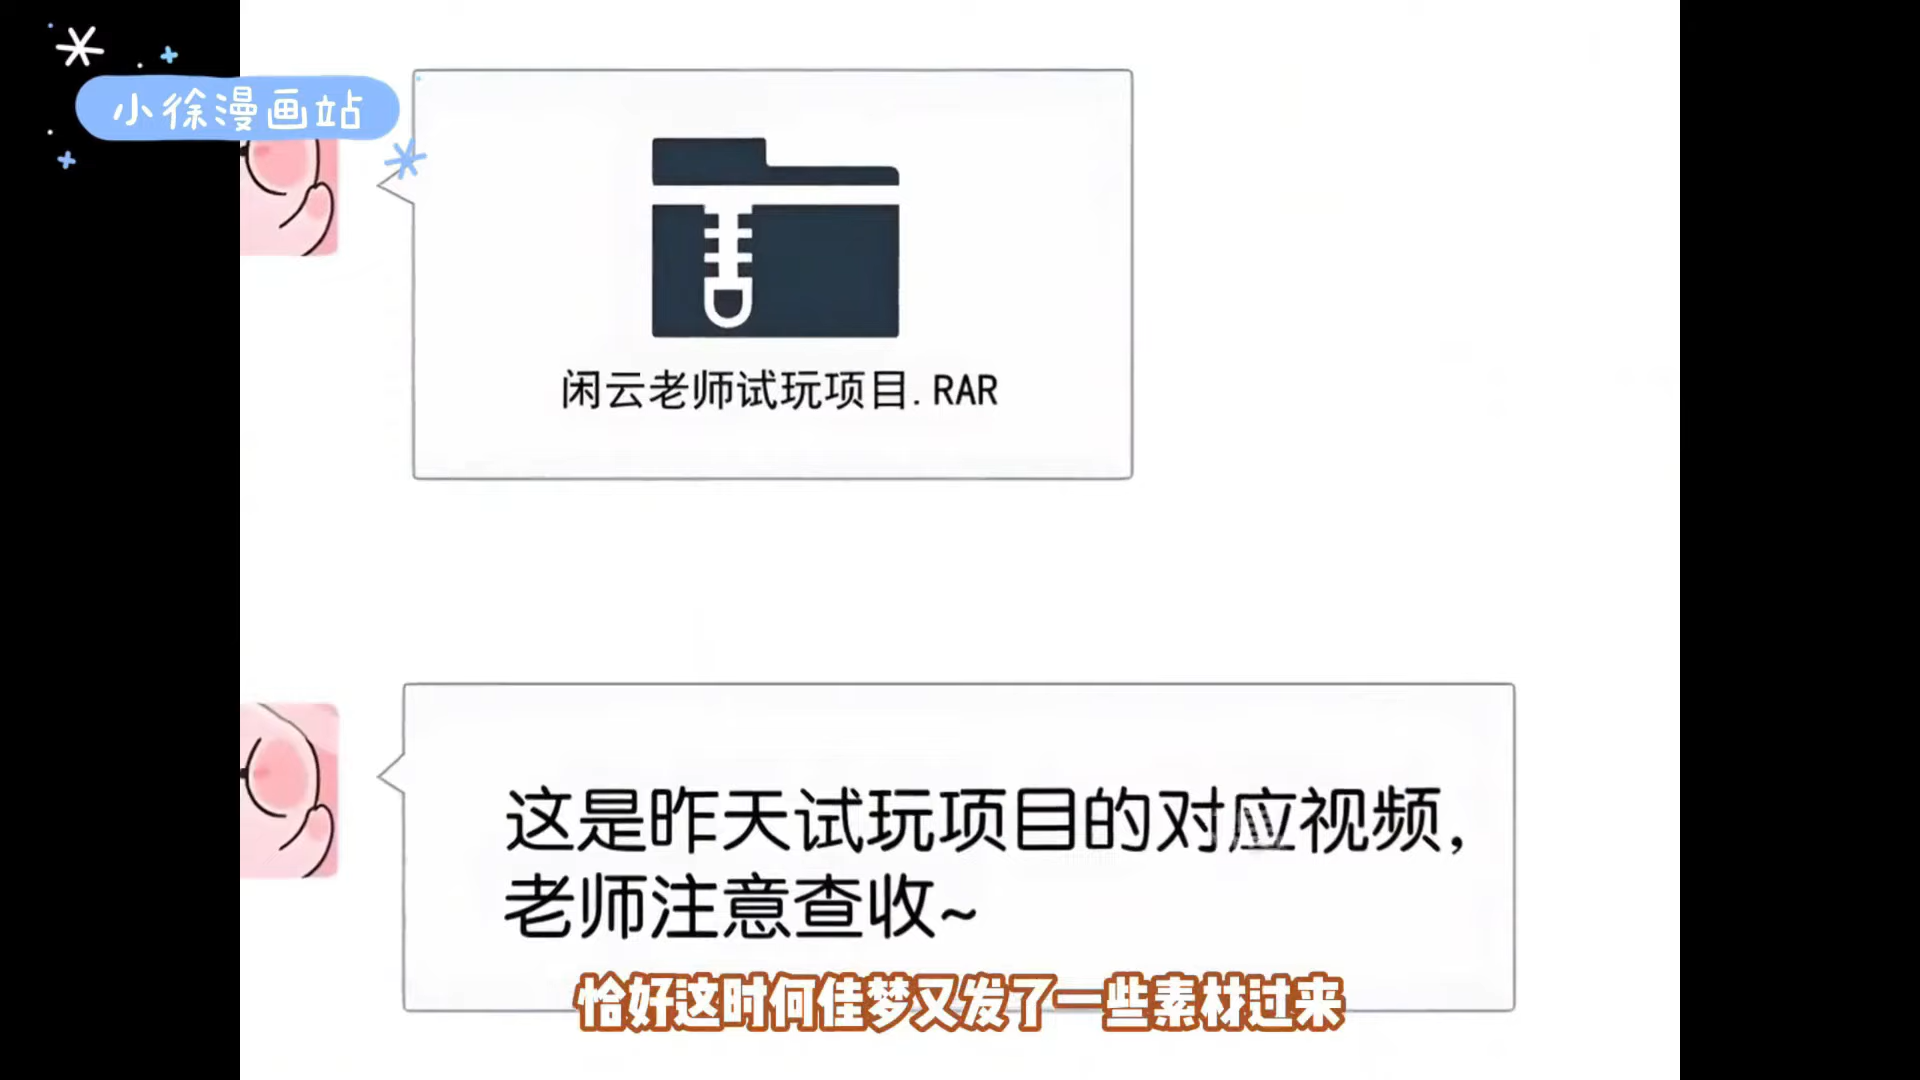 小徐漫画站
闲云老师试玩项目.RAR
这是昨天试玩项目的对应视频，
老师注意查收~
恰好这时何佳梦又发了一些素材过来